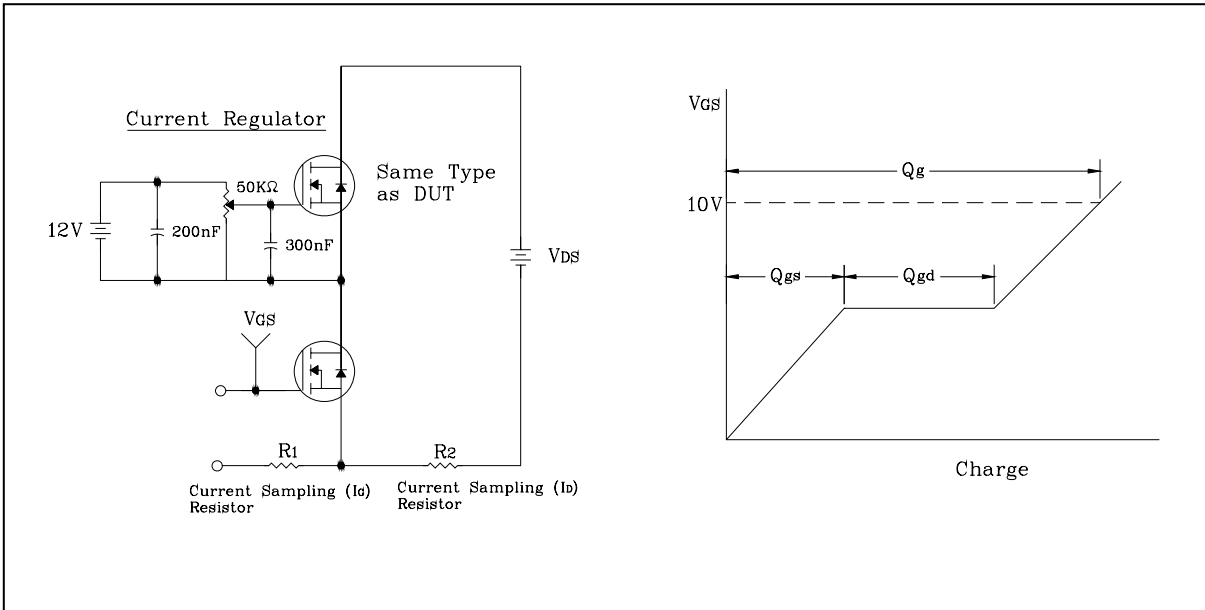 Current Regulator
50KΩ
Same Type
as DUT
12V
200nF
300nF
VDS
VGS
R1
R2
Current Sampling (IG)
Resistor
Current Sampling (ID)
Resistor
VGS
Qg
10V
Qgs
Qgd
Charge